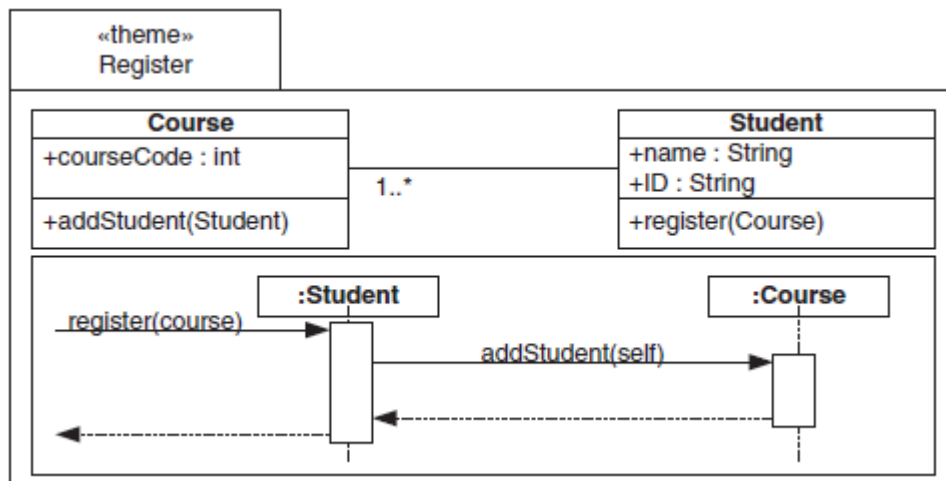 «theme»
Register
Course
+courseCode : int
+addStudent(Student)
1..*
Student
+name : String
+ID : String
+register(Course)
:Student
:Course
register(course)
addStudent(self)